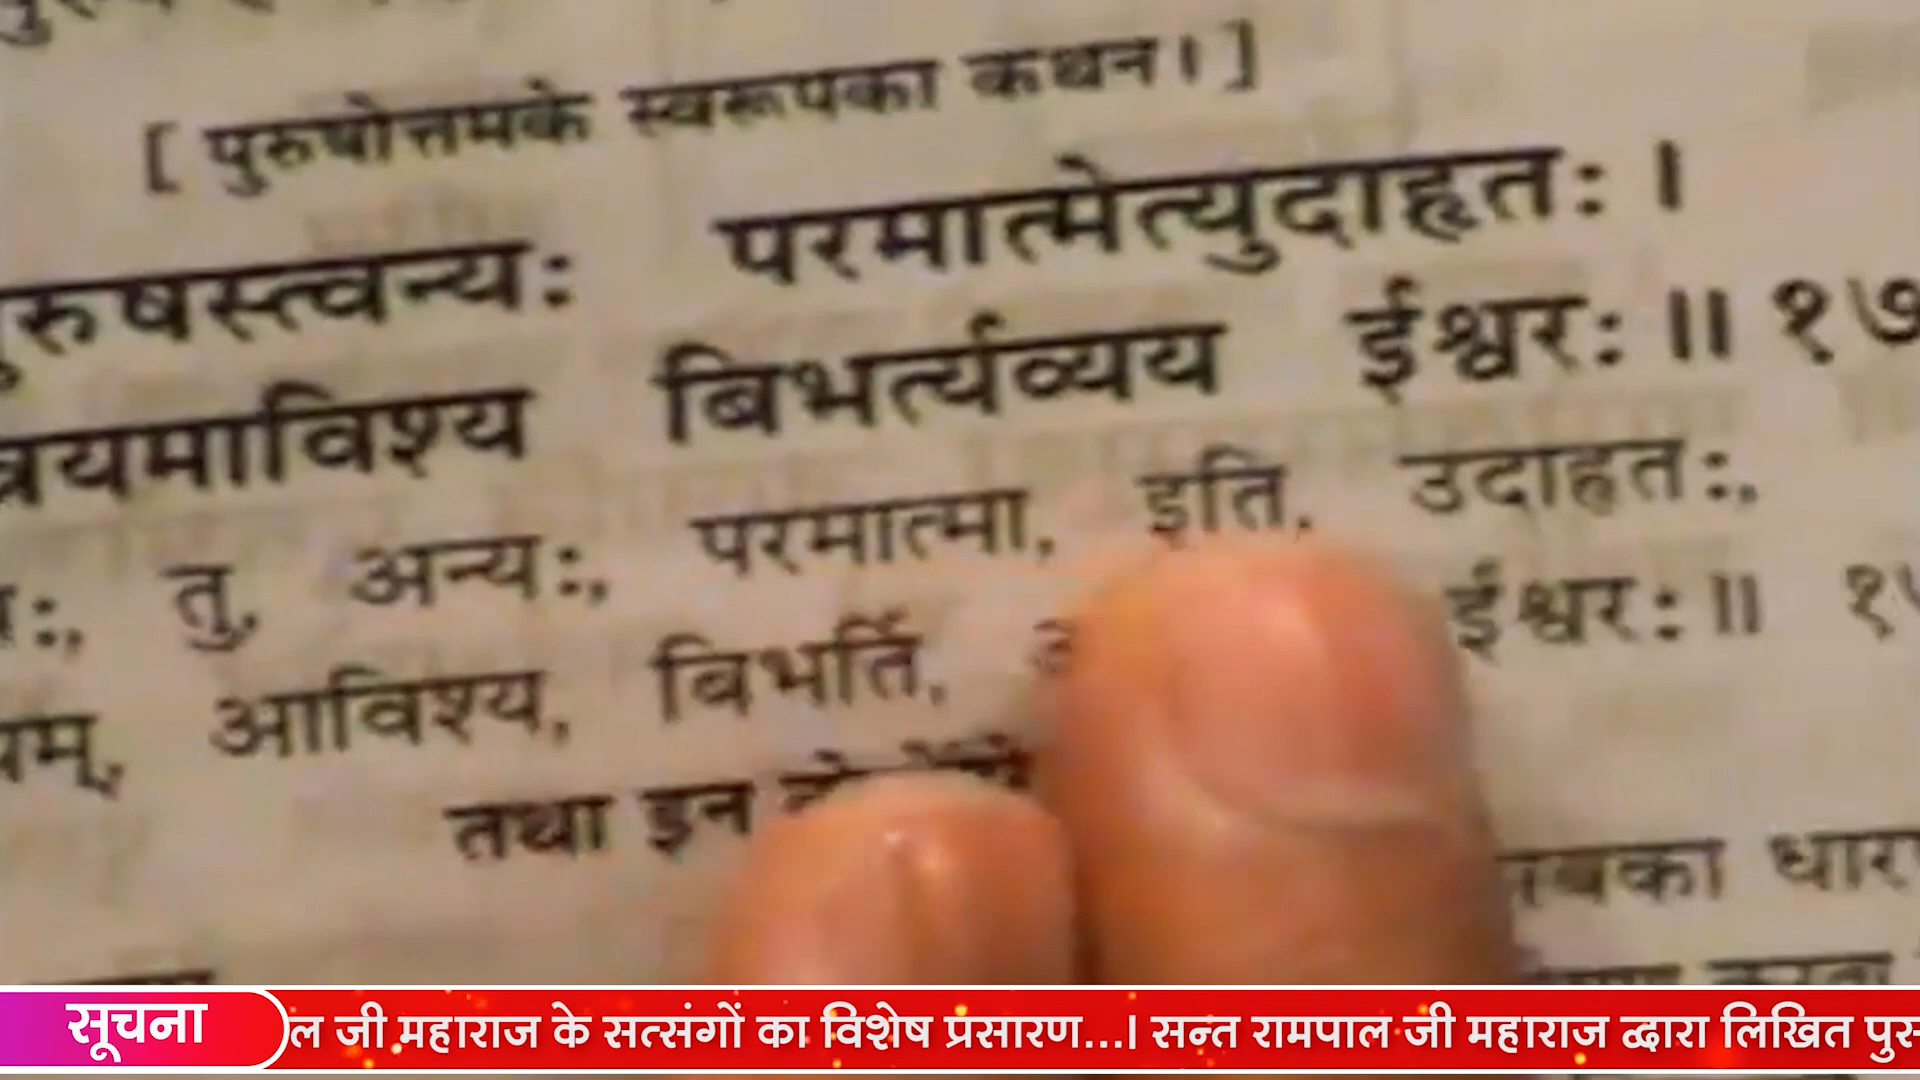 [ पुरुषोत्तमके स्वरूपका कथन। ]
रुषस्त्वन्यः परमात्मेत्युदाहृतः ।
त्रयमाविश्य बिभर्त्यव्यय ईश्वरः ॥ १७
तु, अन्यः, परमात्मा, इति, उदाहृतः,
आविश्य, बिभर्ति, ईश्वरः॥
तथा इन
धार
सूचना
ल जी महाराज के सत्संगों का विशेष प्रसारण...। सन्त रामपाल जी महाराज द्वारा लिखित पुस